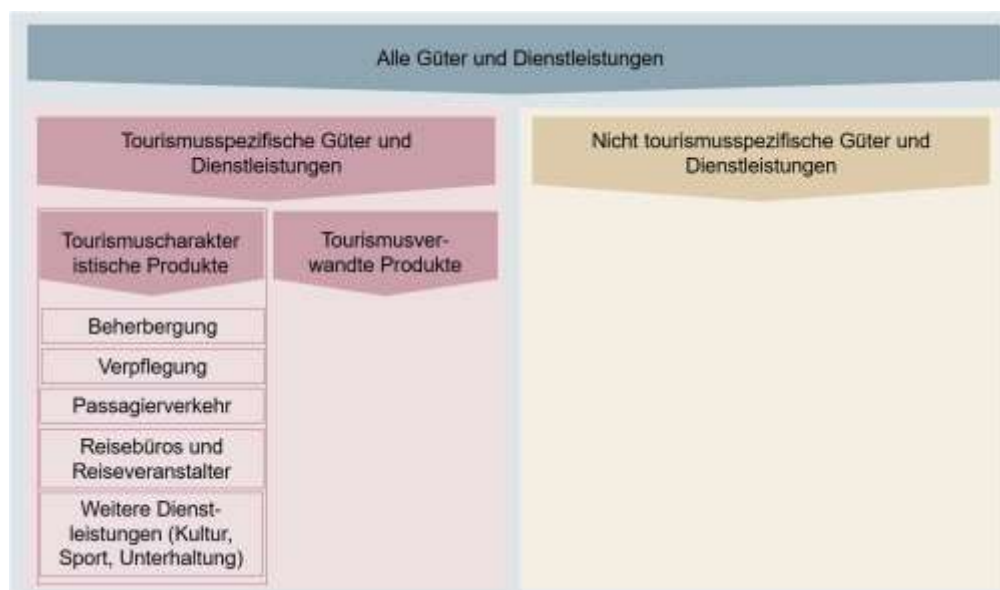 Alle Güter und Dienstleistungen
Tourismusspezifische Güter und
Dienstleistungen
Nicht tourismusspezifische Güter und
Dienstleistungen
Tourismuscharakter
istische Produkte
Tourismusver-
wandte Produkte
Beherbergung
Verpflegung
Passagierverkehr
Reisebüros und
Reiseveranstalter
Weitere Dienst-
leistungen (Kultur,
Sport, Unterhaltung)